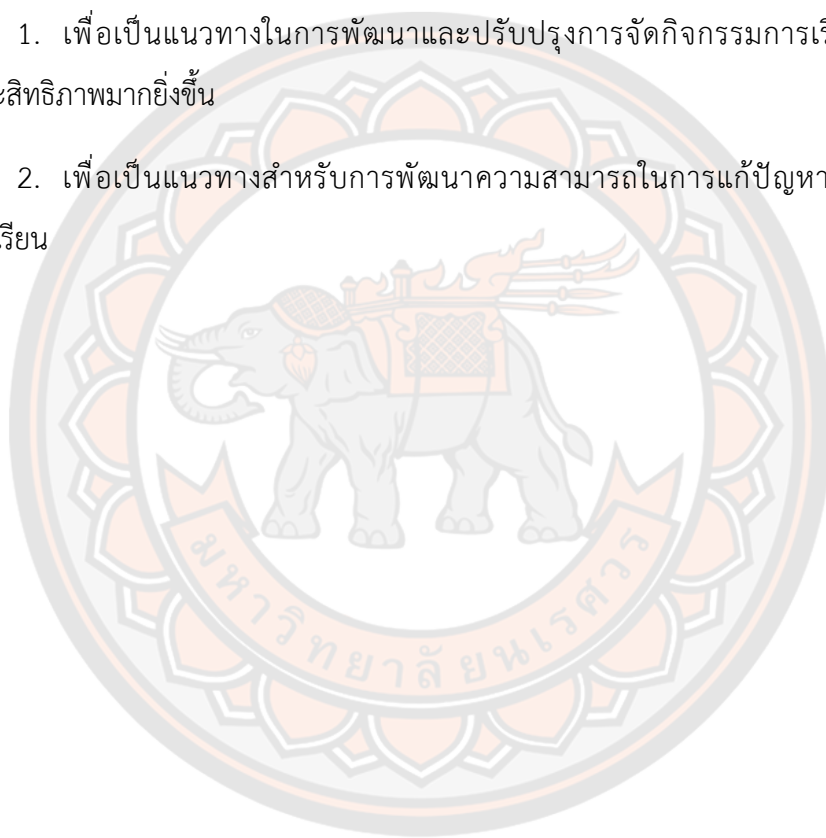 1. เพื่อเป็นแนวทางในการพัฒนาและปรับปรุงการจัดกิจกรรมการเรี
ะสิทธิภาพมากยิ่งขึ้น
2. เพื่อเป็นแนวทางสำหรับการพัฒนาความสามารถในการแก้ปัญหา
เรียน
มหาวิทยาลัยนเรศวร